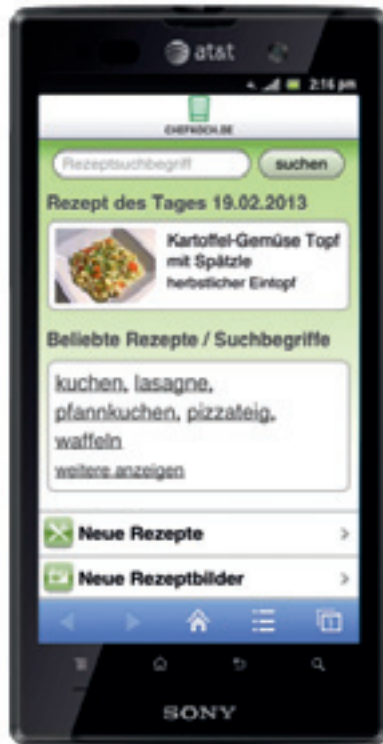 at&t
2:16 pm
CHEFKOCH.DE
Rezeptsuchbegriff
suchen
Rezept des Tages 19.02.2013
Kartoffel-Gemüse Topf
mit Spätzle
herbstlicher Eintopf
Beliebte Rezepte / Suchbegriffe
kuchen, lasagne,
pfannkuchen, pizzateig,
waffeln
weitere anzeigen
Neue Rezepte
Neue Rezeptbilder
SONY